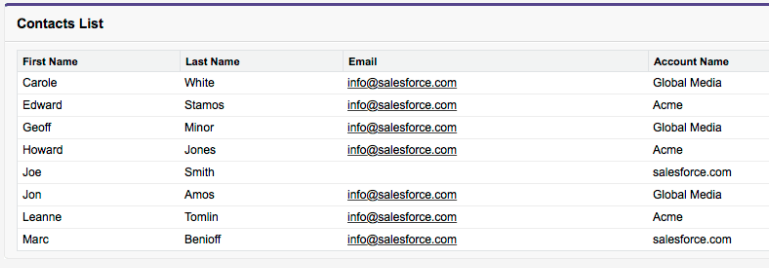 Contacts List
First Name Last Name Email Account Name
Carole White info@salesforce.com Global Media
Edward Stamos info@salesforce.com Acme
Geoff Minor info@salesforce.com Global Media
Howard Jones info@salesforce.com Acme
Joe Smith salesforce.com
Jon Amos info@salesforce.com Global Media
Leanne Tomlin info@salesforce.com Acme
Marc Benioff info@salesforce.com salesforce.com